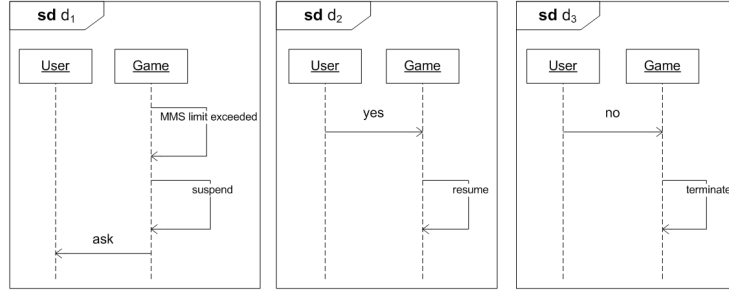 sd d1
User Game
MMS limit exceeded
suspend
ask
sd d2
User Game
yes
resume
sd d3
User Game
no
terminate